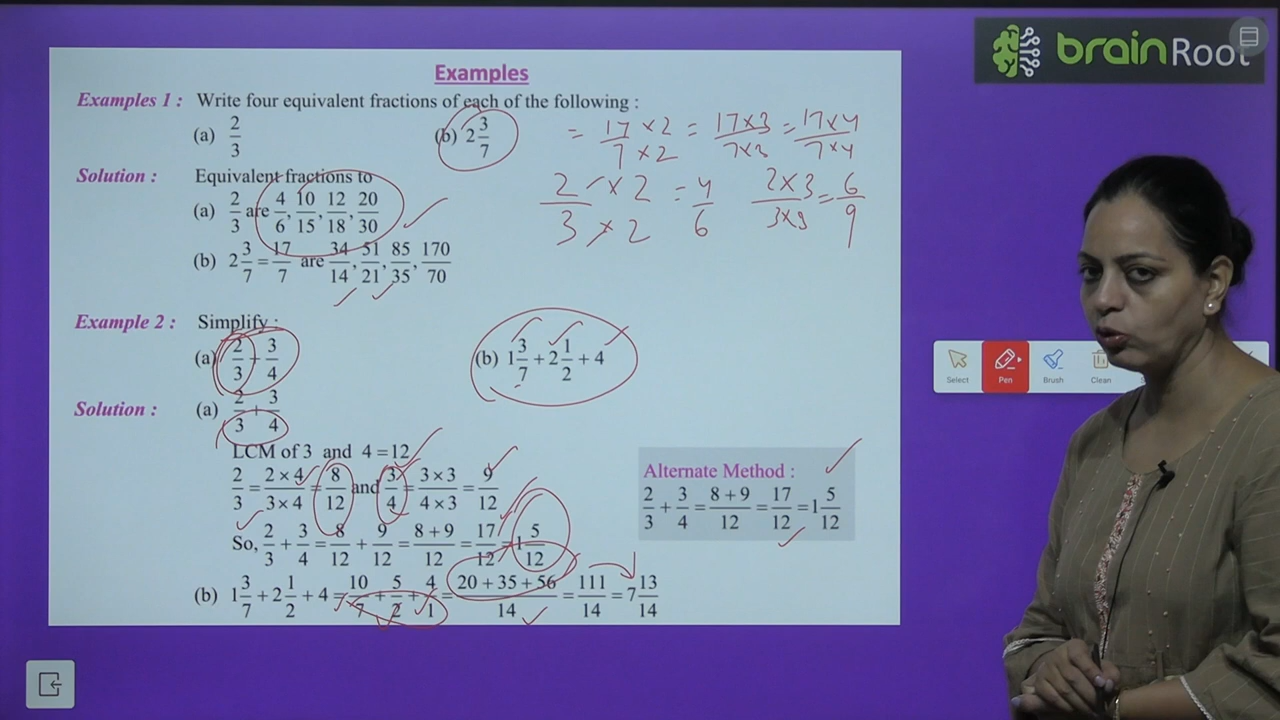 brainRoot
Examples
Examples 1 : Write four equivalent fractions of each of the following :
(a) 2/3 (b) 2 3/7
= 17×2/7×2 = 17×3/7×3 = 17×4/7×4
Solution : Equivalent fractions to
(a) 2/3 are 4/6, 10/15, 12/18, 20/30
2×2/3×2 = 4/6 2×3/3×3 = 6/9
(b) 2 3/7 = 17/7 are 34/14, 51/21, 85/35, 170/70
Example 2 : Simplify :
(a) 2/3 + 3/4 (b) 1 3/7 + 2 1/2 + 4
Solution : (a) 2/3 + 3/4
LCM of 3 and 4 = 12
2/3 = 2 × 4/3 × 4 = 8/12 and 3/4 = 3 × 3/4 × 3 = 9/12
So, 2/3 + 3/4 = 8/12 + 9/12 = 8 + 9/12 = 17/12 = 1 5/12
(b) 1 3/7 + 2 1/2 + 4 = 10/7 + 5/2 + 4/1 = 20 + 35 + 56/14 = 111/14 = 7 13/14
Alternate Method :
2/3 + 3/4 = 8 + 9/12 = 17/12 = 1 5/12
Select Pen Brush Clean